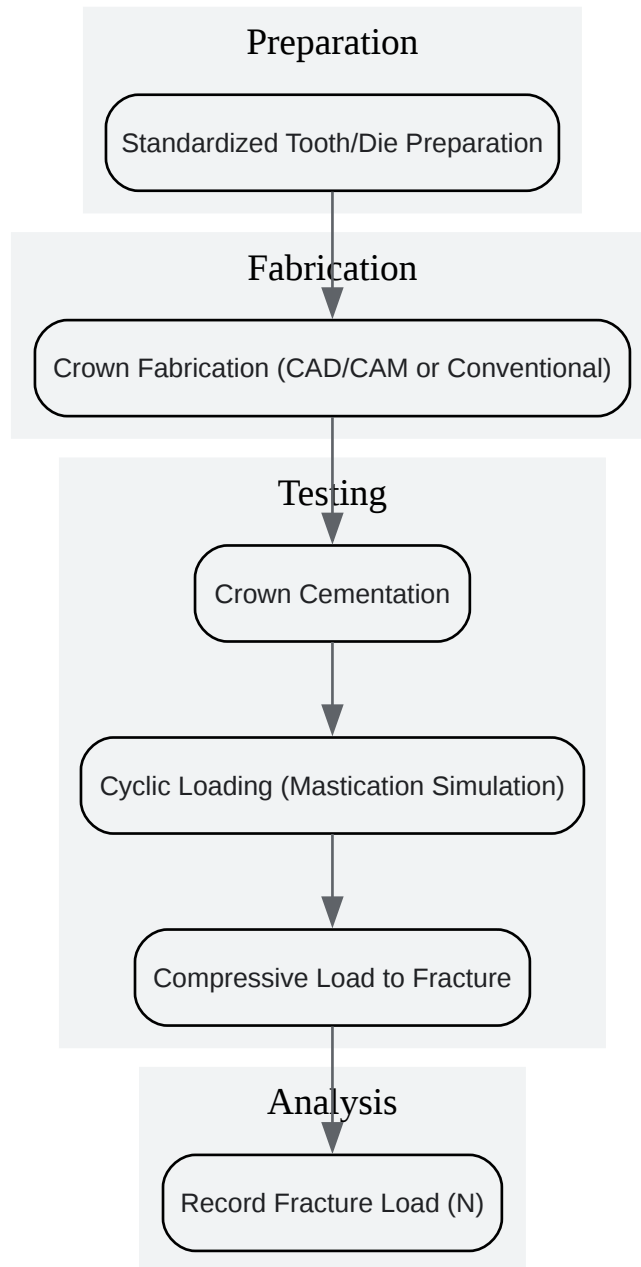 Preparation
Standardized Tooth/Die Preparation
Fabrication
Crown Fabrication (CAD/CAM or Conventional)
Testing
Crown Cementation
Cyclic Loading (Mastication Simulation)
Compressive Load to Fracture
Analysis
Record Fracture Load (N)